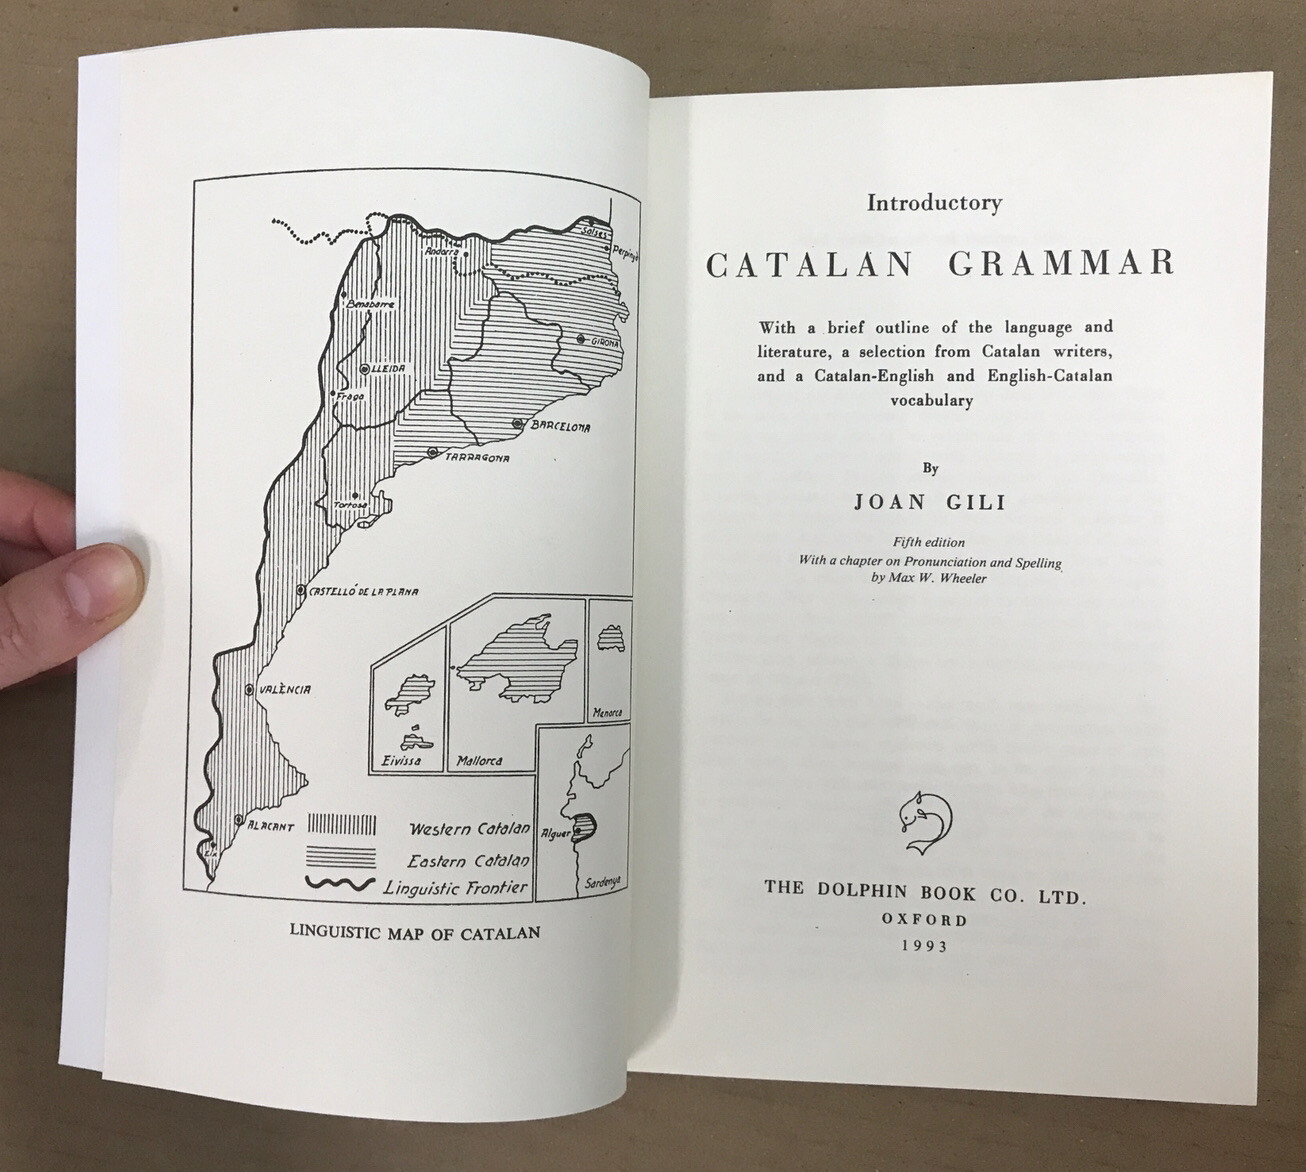 Salses
Perpinyà
Andorra
Benabarre
GIRONA
LLEIDA
Fraga
BARCELONA
TARRAGONA
Tortosa
CASTELLÓ DE LA PLANA
VALÈNCIA
Menorca
Eivissa
Mallorca
ALACANT
Alguer
Western Catalan
Eastern Catalan
Linguistic Frontier
Sardenya
LINGUISTIC MAP OF CATALAN
Introductory
CATALAN GRAMMAR
With a brief outline of the language and
literature, a selection from Catalan writers,
and a Catalan-English and English-Catalan
vocabulary
By
JOAN GILI
Fifth edition
With a chapter on Pronunciation and Spelling
by Max W. Wheeler
THE DOLPHIN BOOK CO. LTD.
OXFORD
1993